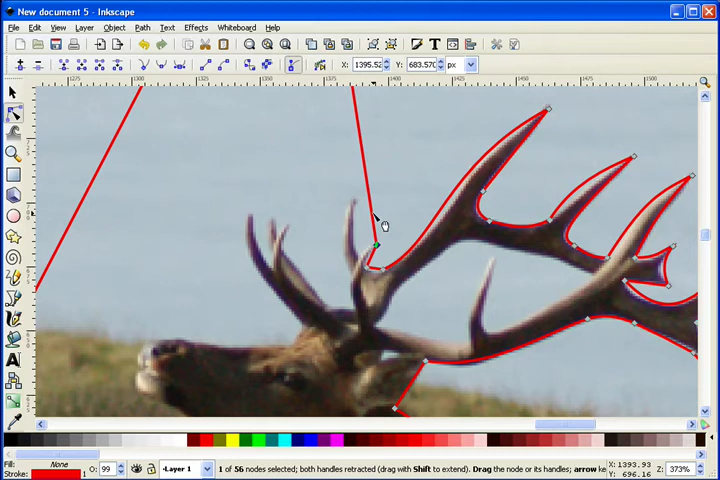 New document 5 - Inkscape
File Edit View Layer Object Path Text Effects Whiteboard Help
X: 1395.52 Y: 683.570 px
1275 1300 1350 1375 1400 1425 1450 1475 1500
Fill: None
Stroke: 1 O: 99 Layer 1 1 of 56 nodes selected; both handles retracted (drag with Shift to extend). Drag the node or its handles; arrow ke X: 1393.93
Y: 696.16 Z: 373%